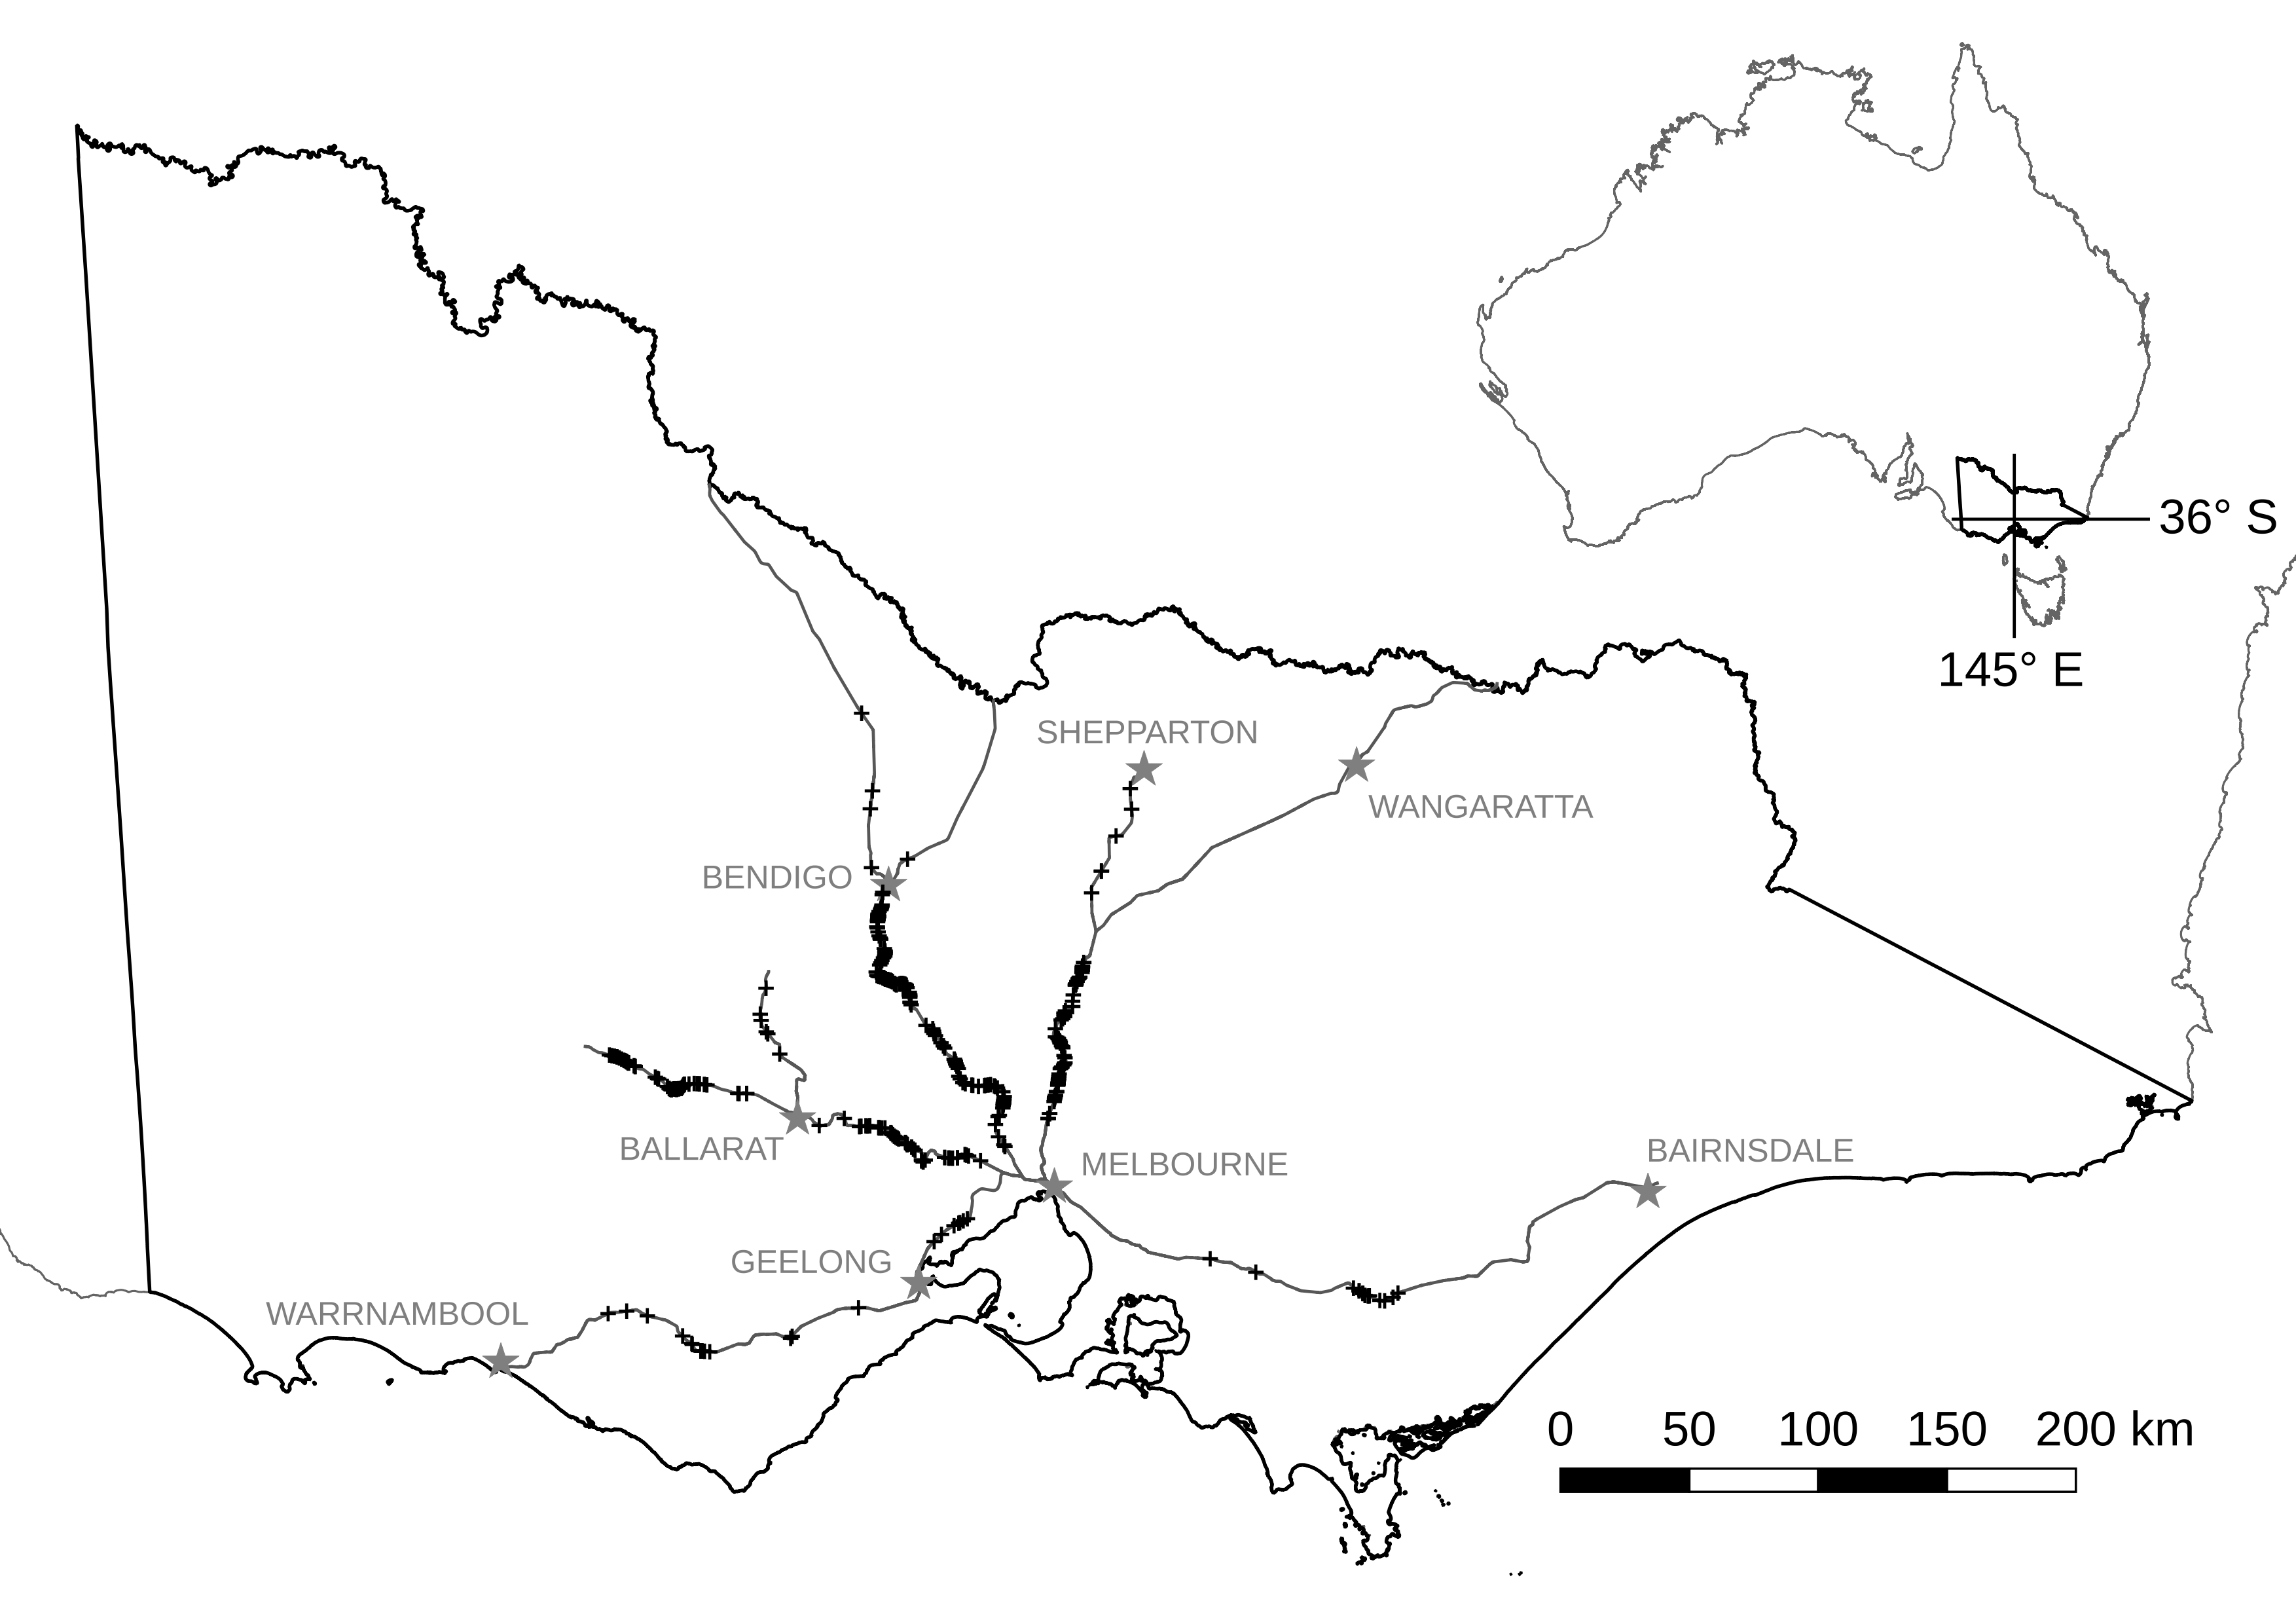 36° S
145° E
SHEPPARTON
WANGARATTA
BENDIGO
BALLARAT
MELBOURNE
BAIRNSDALE
GEELONG
WARRNAMBOOL
0 50 100 150 200 km